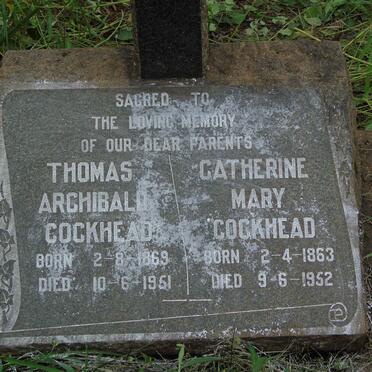 SACRED TO
THE LOVING MEMORY
OF OUR DEAR PARENTS
THOMAS
ARCHIBALD
COCKHEAD
BORN 2-8-1869
DIED 10-6-1951
CATHERINE
MARY
COCKHEAD
BORN 2-4-1863
DIED 9-6-1952